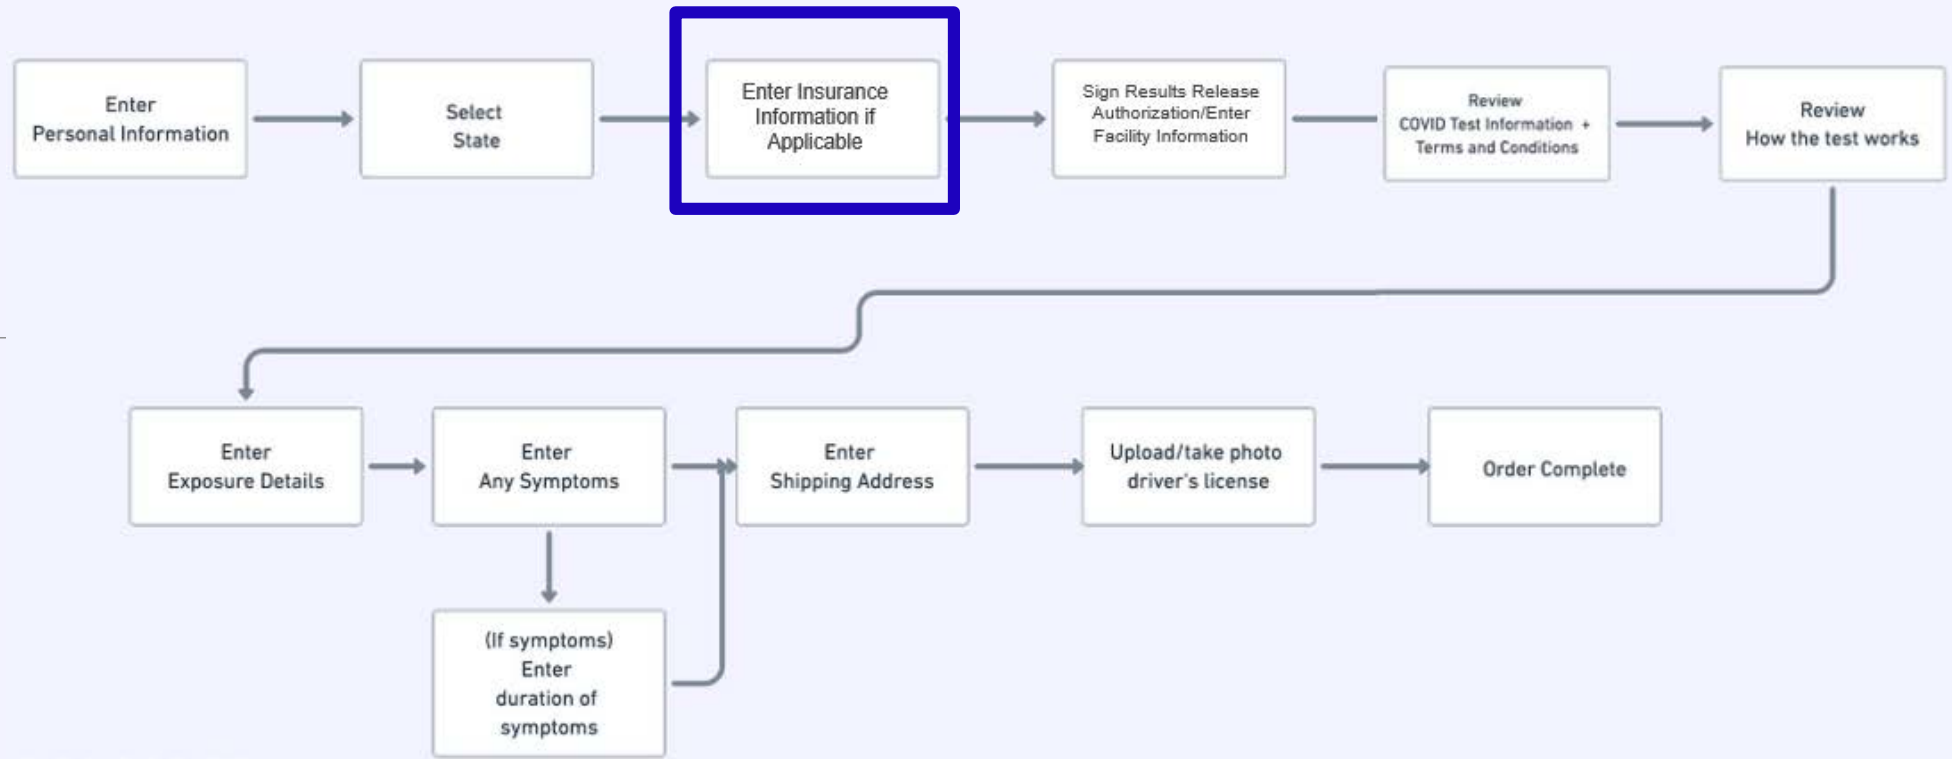 Enter
Personal Information
Select
State
Enter Insurance
Information if
Applicable
Sign Results Release
Authorization/Enter
Facility Information
Review
COVID Test Information +
Terms and Conditions
Review
How the test works
Enter
Exposure Details
Enter
Any Symptoms
Enter
Shipping Address
Upload/take photo
driver's license
Order Complete
(If symptoms)
Enter
duration of
symptoms